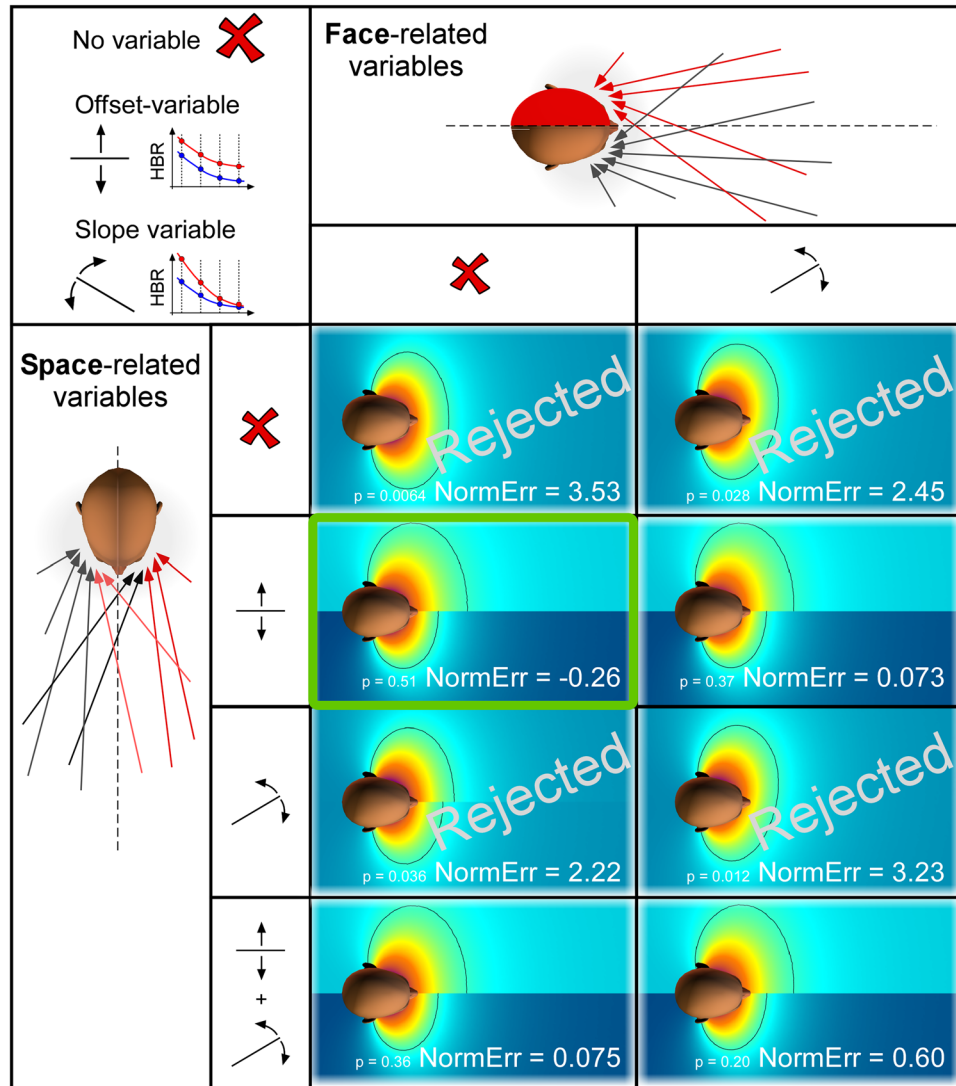 No variable
Offset-variable
HBR
Slope variable
HBR
Face-related
variables
Space-related
variables
Rejected
p = 0.0064 NormErr = 3.53
Rejected
p = 0.028 NormErr = 2.45
p = 0.51 NormErr = -0.26
p = 0.37 NormErr = 0.073
Rejected
p = 0.036 NormErr = 2.22
Rejected
p = 0.012 NormErr = 3.23
+
p = 0.36 NormErr = 0.075
p = 0.20 NormErr = 0.60